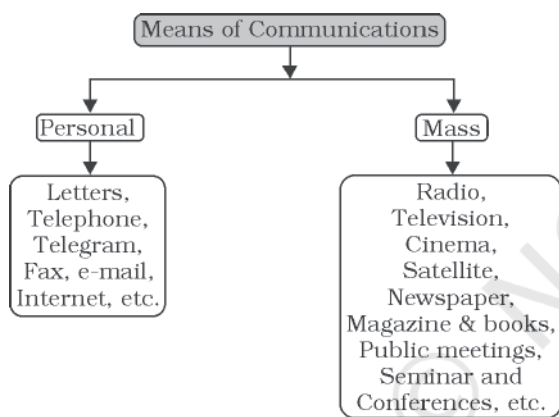 Means of Communications
Personal
Mass
Letters,
Telephone,
Telegram,
Fax, e-mail,
Internet, etc.
Radio,
Television,
Cinema,
Satellite,
Newspaper,
Magazine & books,
Public meetings,
Seminar and
Conferences, etc.
© N